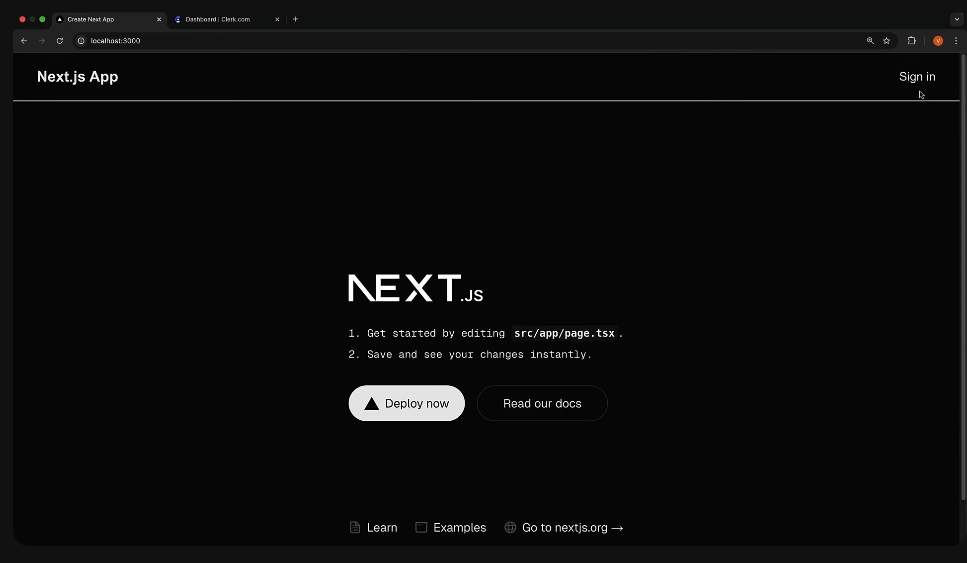 Create Next App
Dashboard | Clerk.com
localhost:3000
V
Next.js App
Sign in
NEXT.JS
1. Get started by editing src/app/page.tsx.
2. Save and see your changes instantly.
Deploy now
Read our docs
Learn
Examples
Go to nextjs.org →